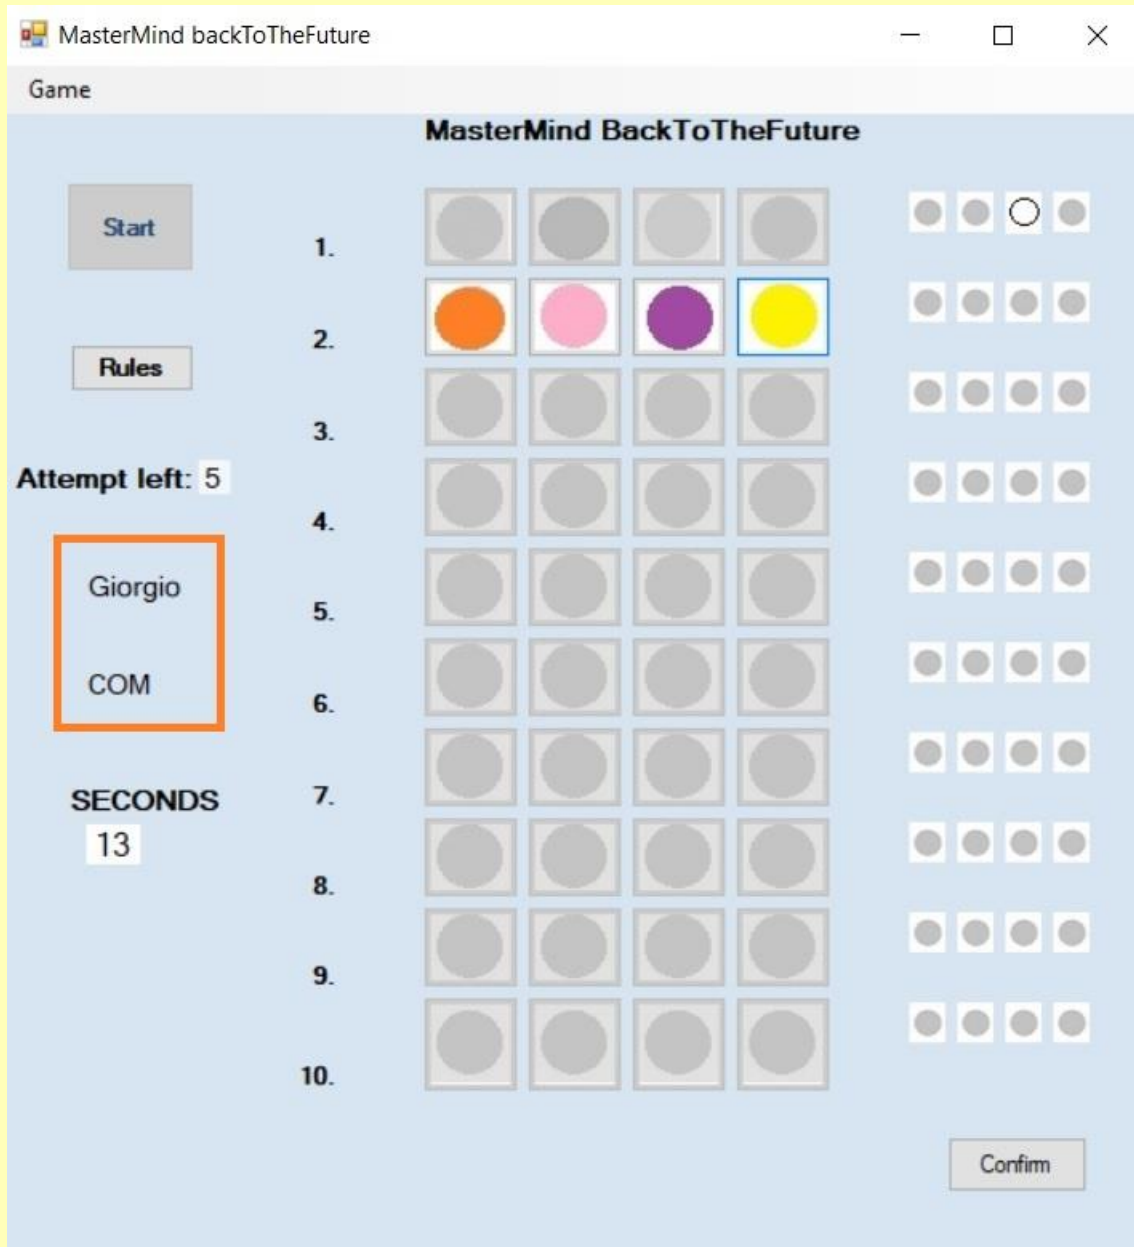 MasterMind backToTheFuture
Game
MasterMind BackToTheFuture
Start
1.
2.
Rules
3.
Attempt left: 5
4.
Giorgio
5.
COM
6.
SECONDS
7.
13
8.
9.
10.
Confirm